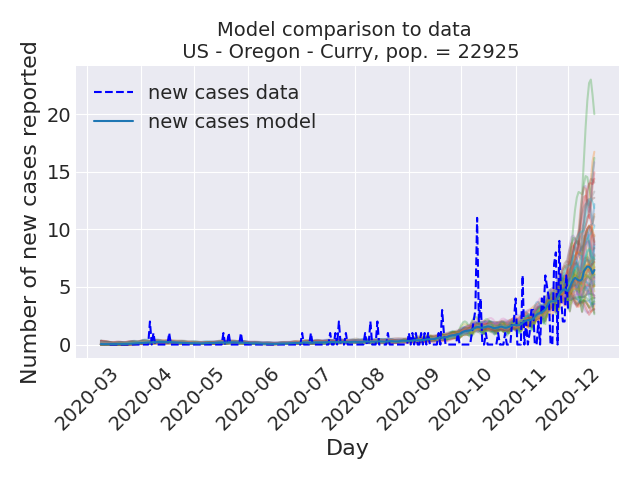 Model comparison to data
US - Oregon - Curry, pop. = 22925
new cases data
new cases model
Number of new cases reported
20
15
10
5
0
2020-03
2020-04
2020-05
2020-06
2020-07
2020-08
2020-09
2020-10
2020-11
2020-12
Day